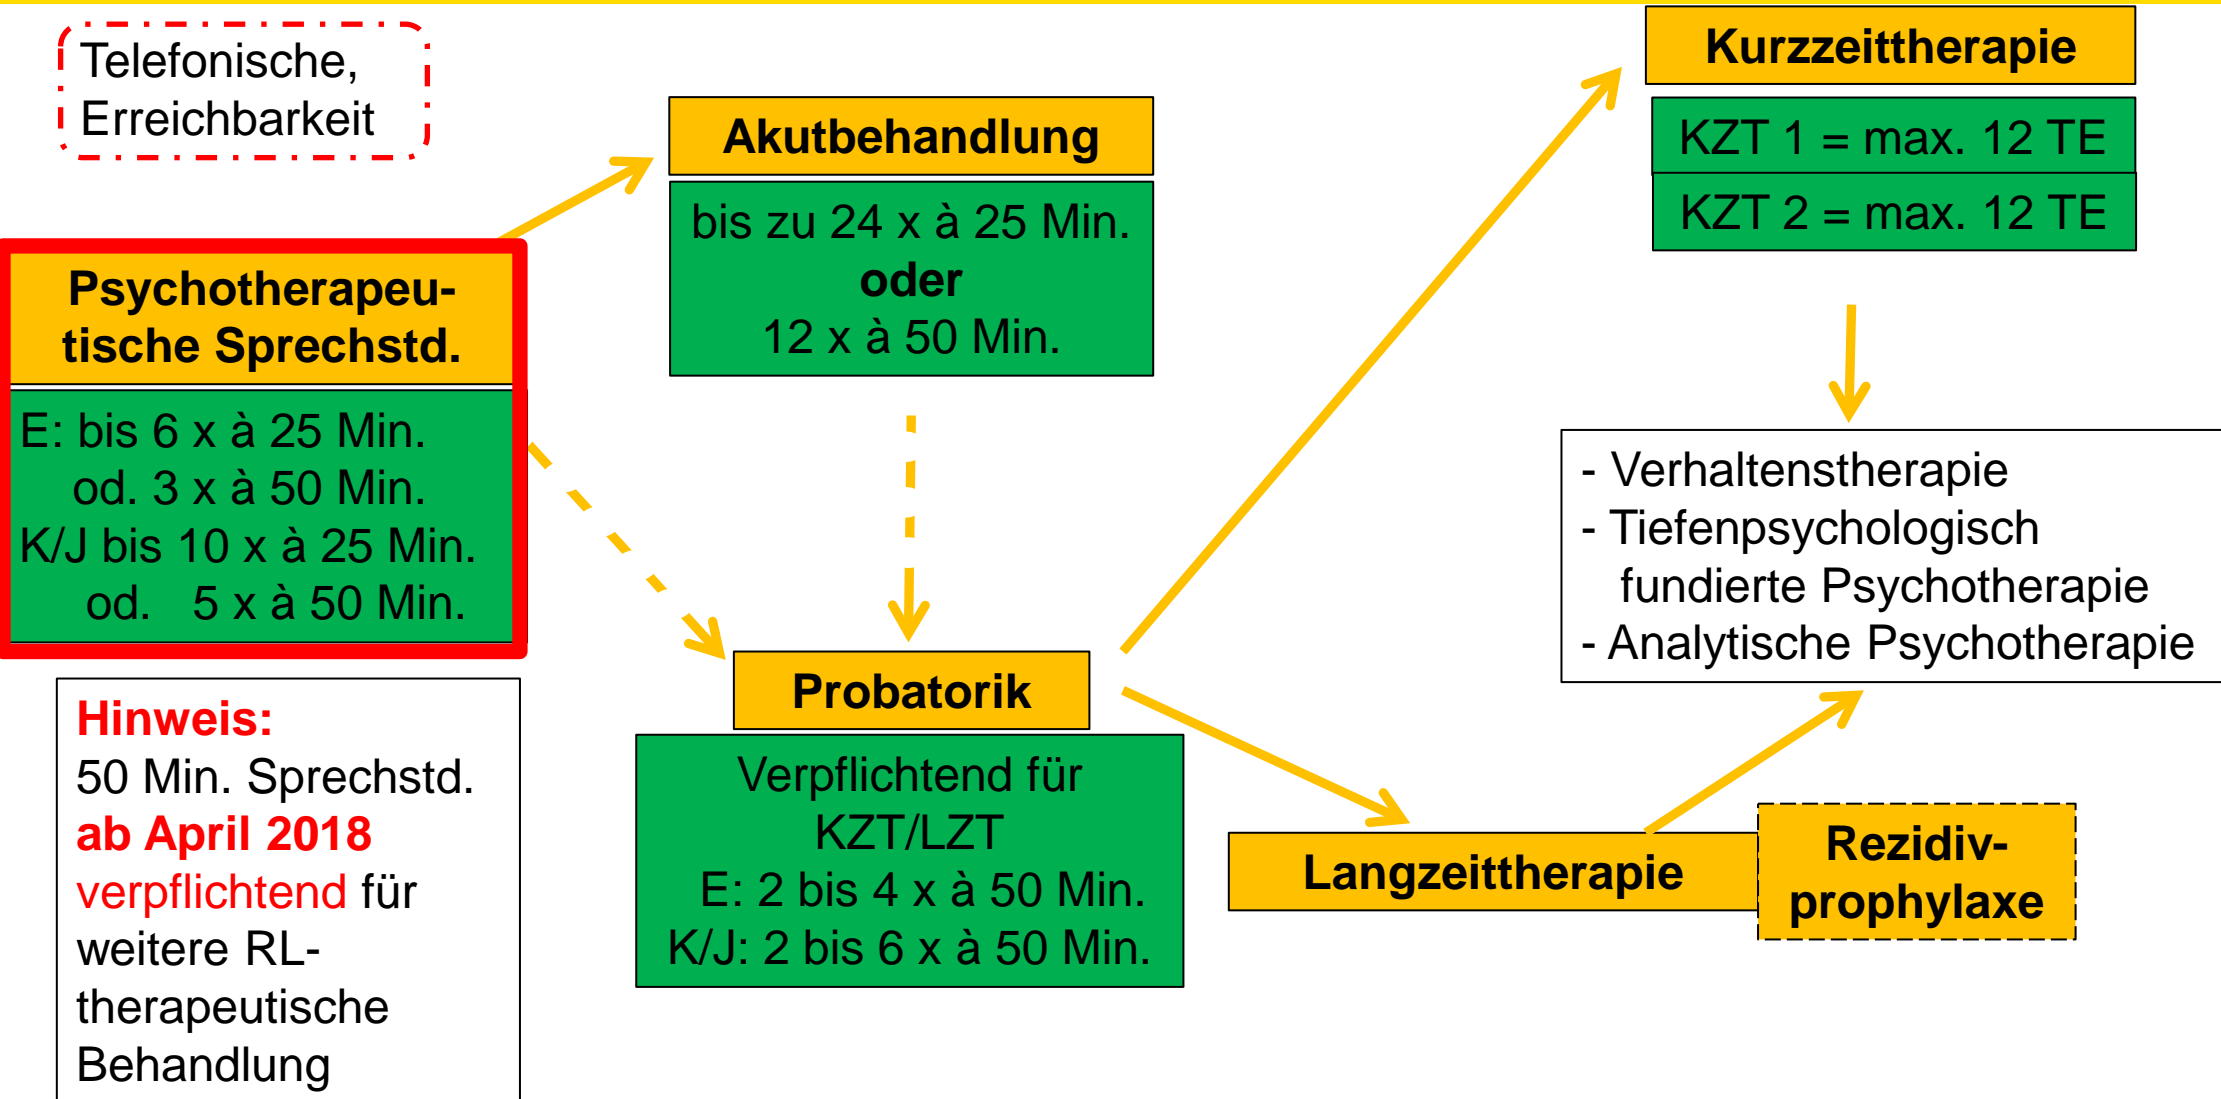 Telefonische,
Erreichbarkeit
Psychotherapeu-
tische Sprechstd.
E: bis 6 x à 25 Min.
od. 3 x à 50 Min.
K/J bis 10 x à 25 Min.
od. 5 x à 50 Min.
Hinweis:
50 Min. Sprechstd.
ab April 2018
verpflichtend für
weitere RL-
therapeutische
Behandlung
Akutbehandlung
bis zu 24 x à 25 Min.
oder
12 x à 50 Min.
Probatorik
Verpflichtend für
KZT/LZT
E: 2 bis 4 x à 50 Min.
K/J: 2 bis 6 x à 50 Min.
Kurzzeittherapie
KZT 1 = max. 12 TE
KZT 2 = max. 12 TE
- Verhaltenstherapie
- Tiefenpsychologisch
fundierte Psychotherapie
- Analytische Psychotherapie
Langzeittherapie
Rezidiv-
prophylaxe